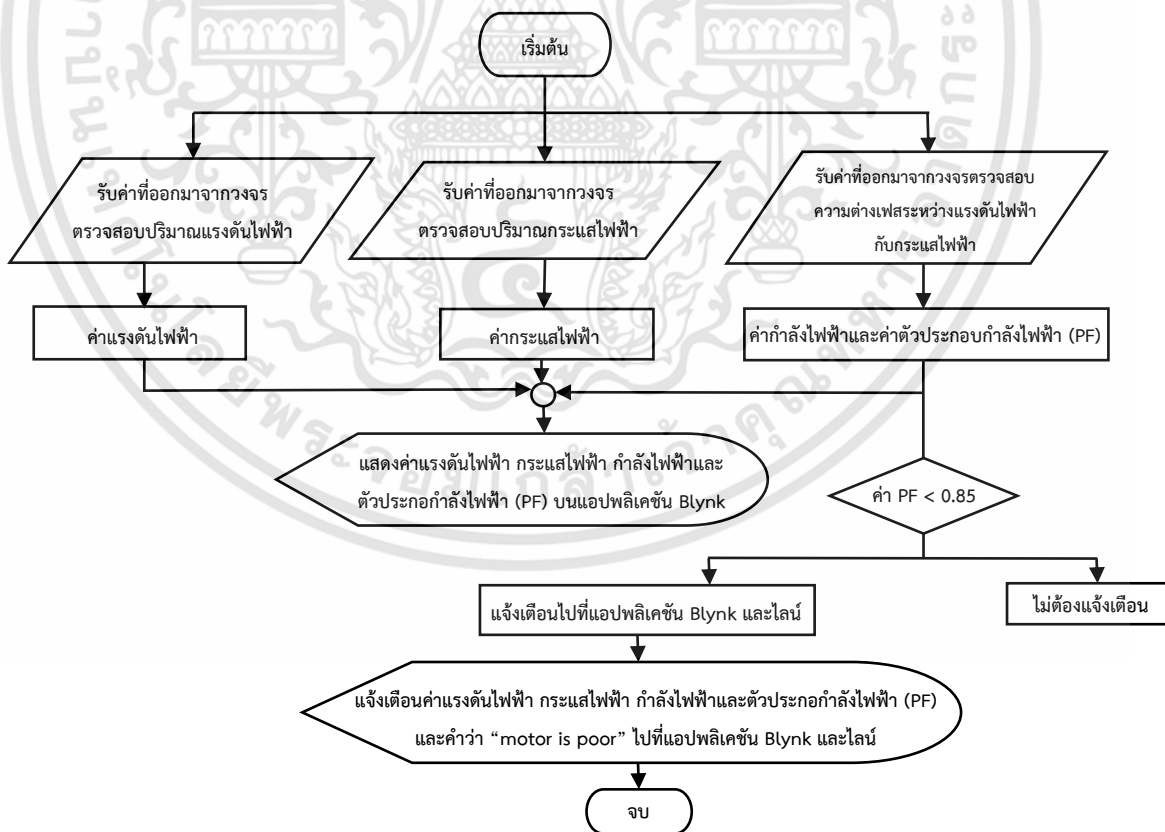 เริ่มต้น
รับค่าที่ออกมาจากวงจร
ตรวจสอบปริมาณแรงดันไฟฟ้า
รับค่าที่ออกมาจากวงจร
ตรวจสอบปริมาณกระแสไฟฟ้า
รับค่าที่ออกมาจากวงจรตรวจสอบ
ความต่างเฟสระหว่างแรงดันไฟฟ้า
กับกระแสไฟฟ้า
ค่าแรงดันไฟฟ้า
ค่ากระแสไฟฟ้า
ค่ากำลังไฟฟ้าและค่าตัวประกอบกำลังไฟฟ้า (PF)
แสดงค่าแรงดันไฟฟ้า กระแสไฟฟ้า กำลังไฟฟ้าและ
ตัวประกอกำลังไฟฟ้า (PF) บนแอปพลิเคชัน Blynk
ค่า PF < 0.85
แจ้งเตือนไปที่แอปพลิเคชัน Blynk และไลน์
ไม่ต้องแจ้งเตือน
แจ้งเตือนค่าแรงดันไฟฟ้า กระแสไฟฟ้า กำลังไฟฟ้าและตัวประกอกำลังไฟฟ้า (PF)
และคำว่า “motor is poor” ไปที่แอปพลิเคชัน Blynk และไลน์
จบ